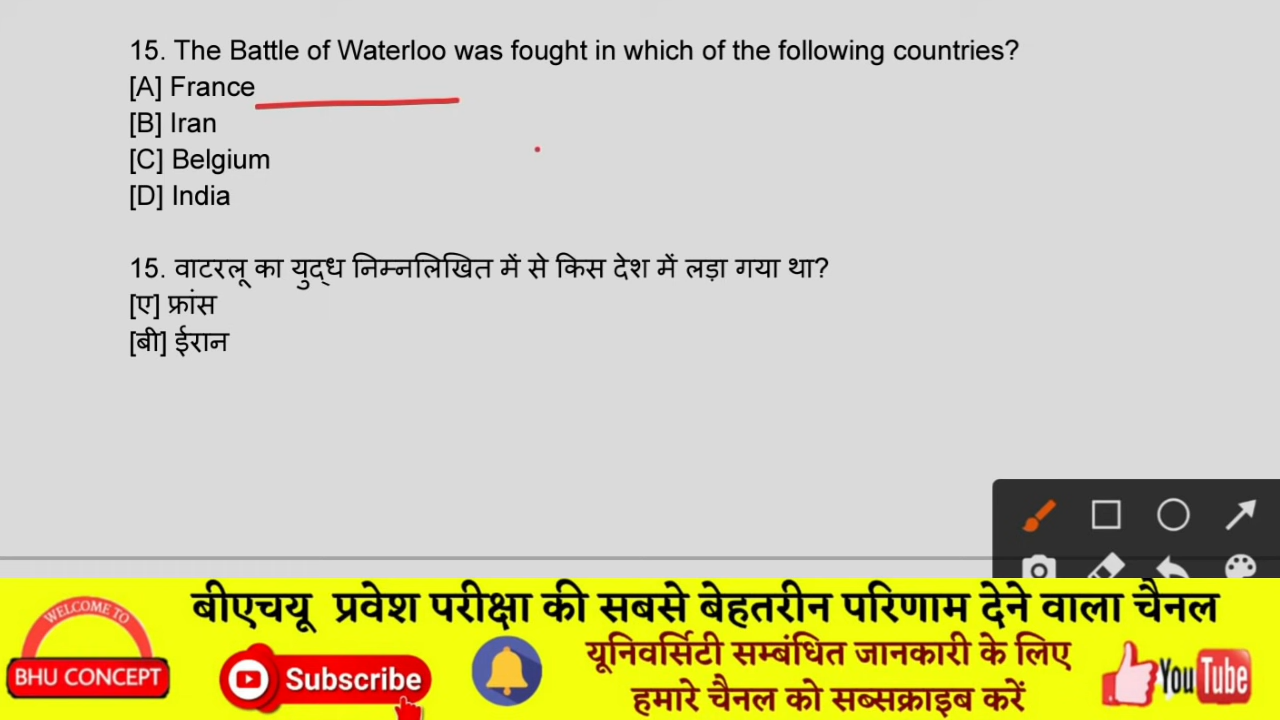 15. The Battle of Waterloo was fought in which of the following countries?
[A] France
[B] Iran
[C] Belgium
[D] India
15. वाटरलू का युद्ध निम्नलिखित में से किस देश में लड़ा गया था?
[ए] फ्रांस
[बी] ईरान
बीएचयू प्रवेश परीक्षा की सबसे बेहतरीन परिणाम देने वाला चैनल
WELCOME TO
BHU CONCEPT
Subscribe
यूनिवर्सिटी सम्बंधित जानकारी के लिए
हमारे चैनल को सब्सक्राइब करें
YouTube